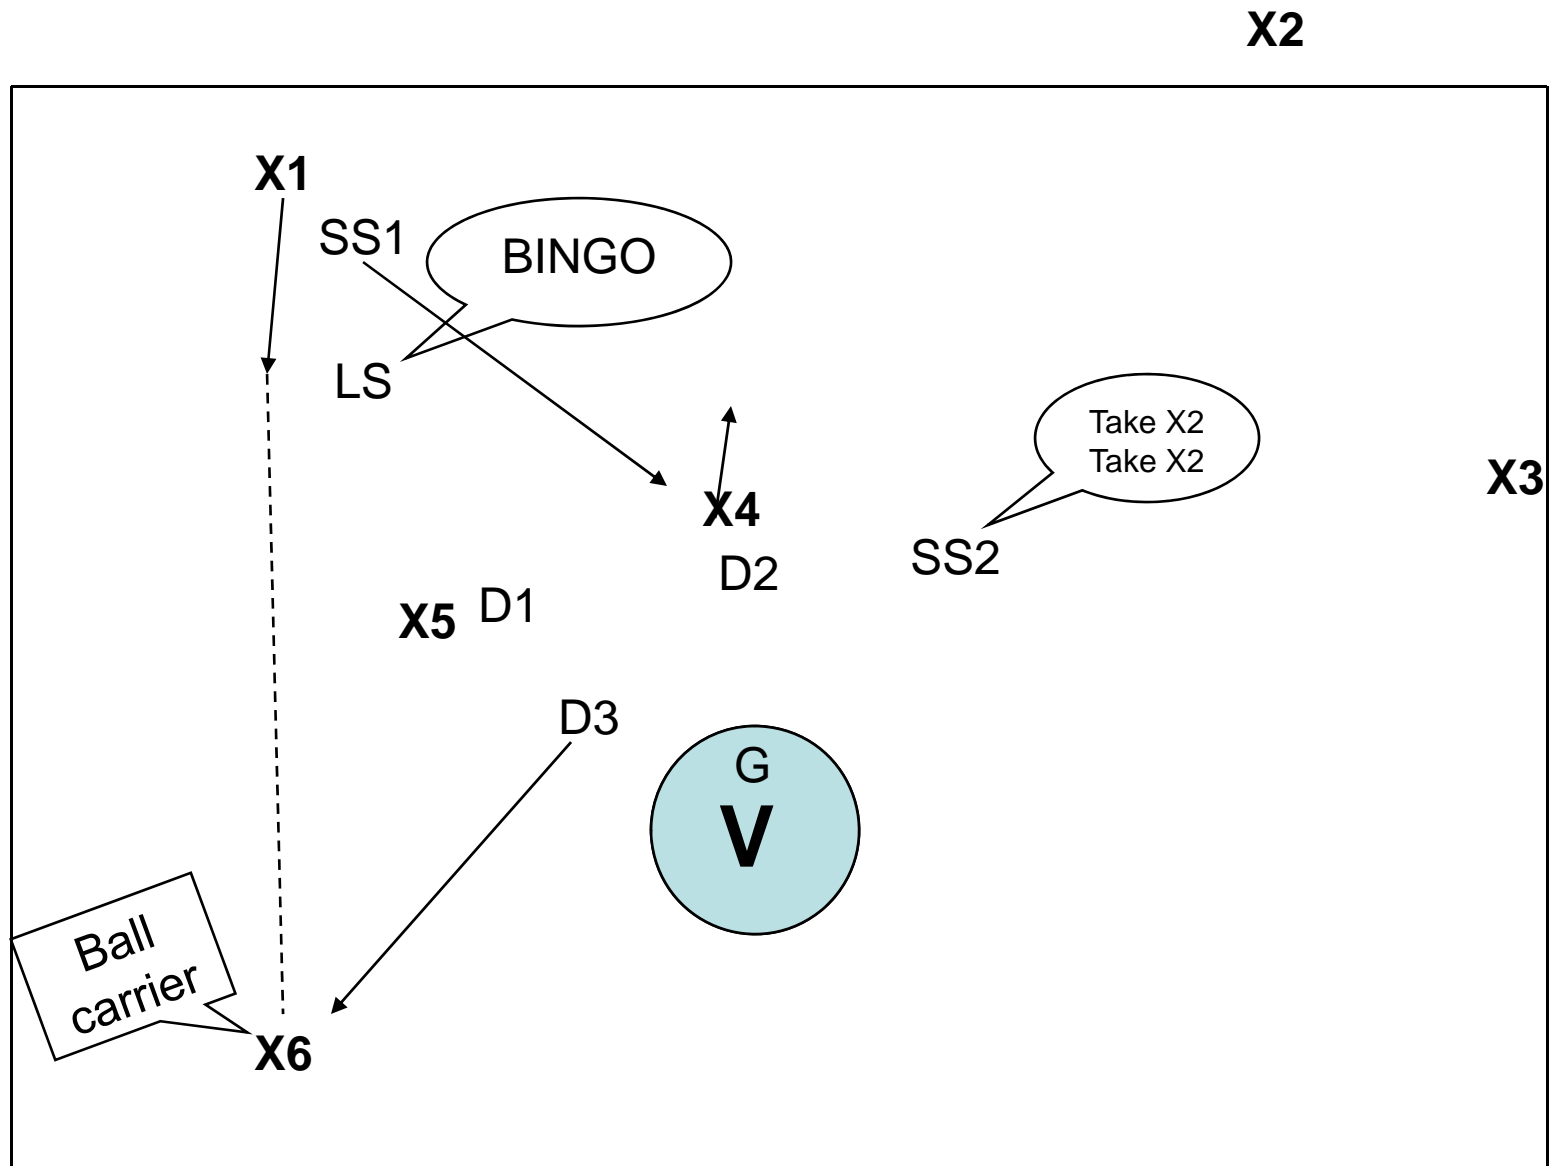 X2
X1
SS1
BINGO
LS
Take X2
Take X2
X3
X4
SS2
D2
D1
X5
D3
G
V
Ball
carrier
X6